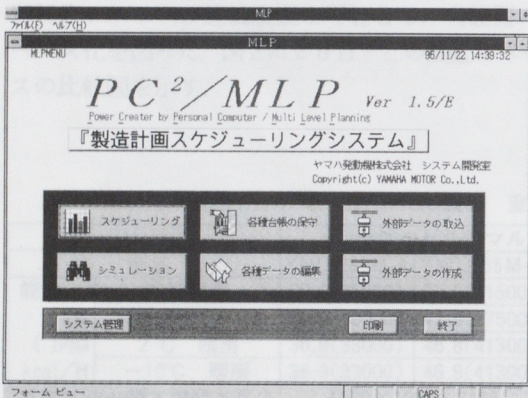 MLP
ファイル(F) ヘルプ(H)
MLP
MLPMENU
96/11/22 14:39:32
PC²/MLP Ver 1.5/E
Power Creater by Personal Computer / Multi Level Planning
『製造計画スケジューリングシステム』
ヤマハ発動機株式会社 システム開発室
Copyright(c) YAMAHA MOTOR Co.,Ltd.
スケジューリング 各種台帳の保守 外部データの取込
シミュレーション 各種データの編集 外部データの作成
システム管理 印刷 終了
フォーム ビュー CAPS